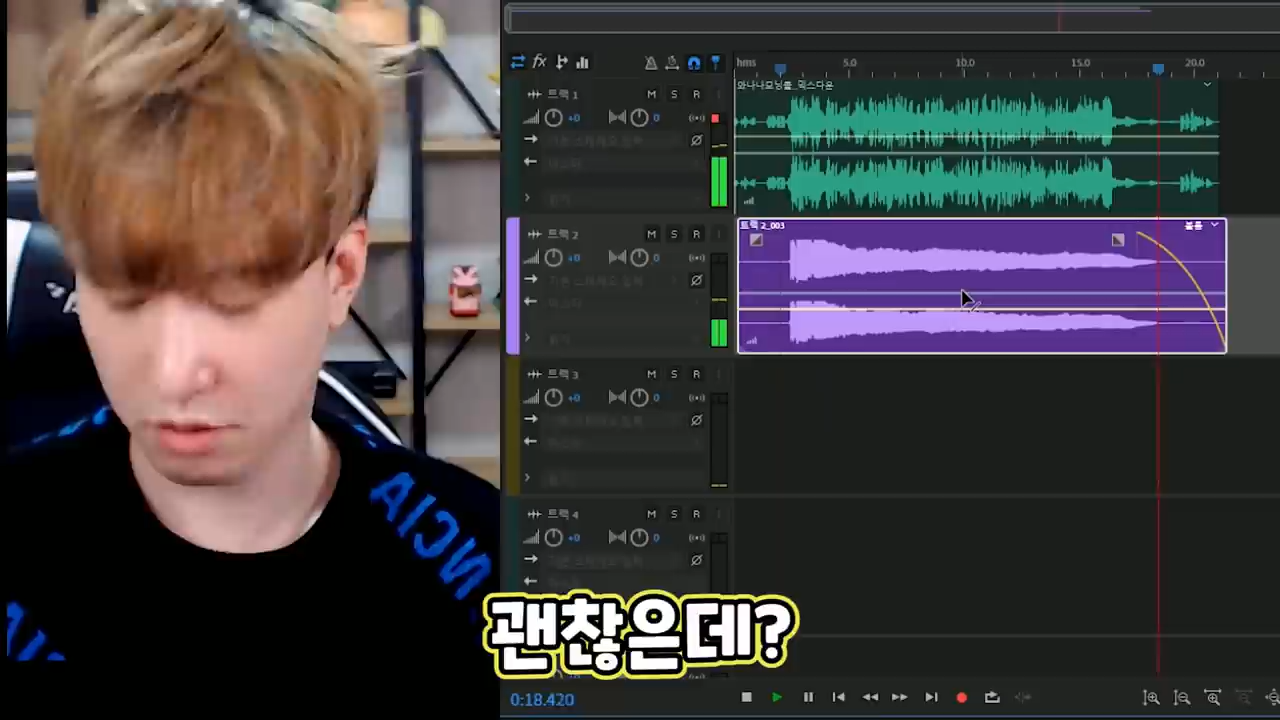 fx
hms 5.0 10.0 15.0 20.0
와나나모닝콜_믹스다운
트랙 1 M S R
+0 0
트랙 2_003 볼륨
트랙 2 M S R
+0 0
트랙 3 M S R
+0 0
트랙 4 M S R
+0 0
괜찮은데?
0:18.420